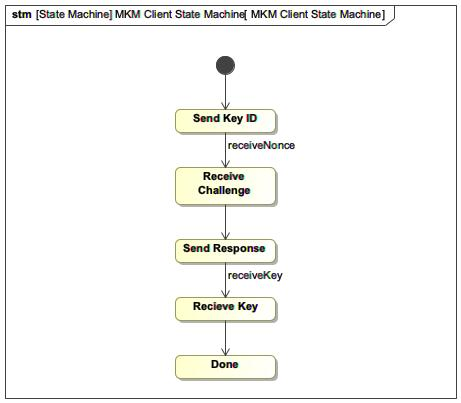 stm [State Machine] MKM Client State Machine[ MKM Client State Machine]
Send Key ID
receiveNonce
Receive
Challenge
Send Response
receiveKey
Recieve Key
Done